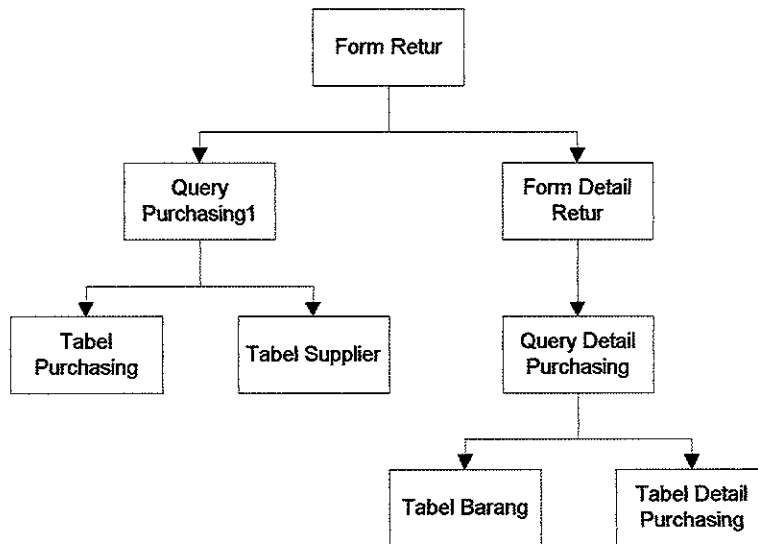 Form Retur
Query
Purchasing1
Form Detail
Retur
Tabel
Purchasing
Tabel Supplier
Query Detail
Purchasing
Tabel Barang
Tabel Detail
Purchasing